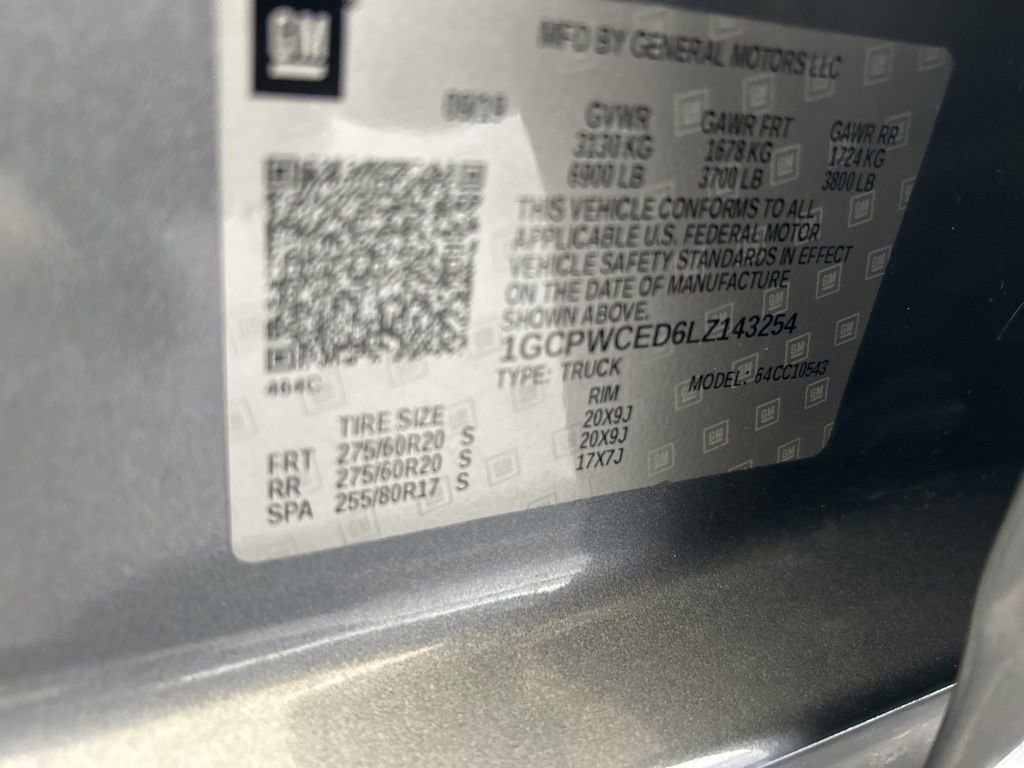 GM
MFD BY GENERAL MOTORS LLC
09/19 GVWR GAWR FRT GAWR RR
3130 KG 1678 KG 1724 KG
6900 LB 3700 LB 3800 LB
THIS VEHICLE CONFORMS TO ALL
APPLICABLE U.S. FEDERAL MOTOR
VEHICLE SAFETY STANDARDS IN EFFECT
ON THE DATE OF MANUFACTURE
SHOWN ABOVE.
1GCPWCED6LZ143254
TYPE: TRUCK MODEL: 64CC10543
464C
TIRE SIZE RIM
FRT 275/60R20 S 20X9J
RR 275/60R20 S 20X9J
SPA 255/80R17 S 17X7J